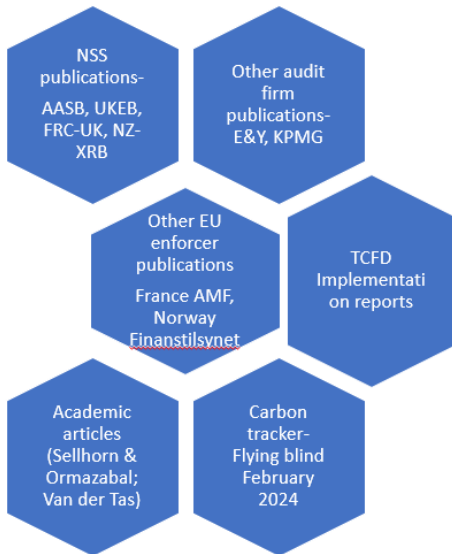 NSS
publications-
AASB, UKEB,
FRC-UK, NZ-
XRB
Other audit
firm
publications-
E&Y, KPMG
Other EU
enforcer
publications
France AMF,
Norway
Finanstilsynet
TCFD
Implementati
on reports
Academic
articles
(Sellhorn &
Ormazabal;
Van der Tas)
Carbon
tracker-
Flying blind
February
2024